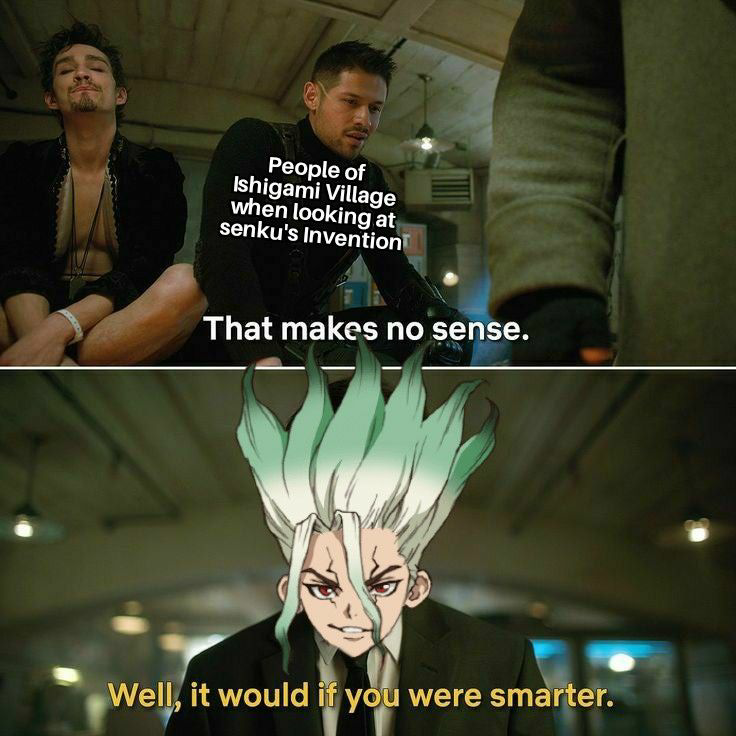 People of
Ishigami Village
when looking at
senku's Invention
That makes no sense.
Well, it would if you were smarter.